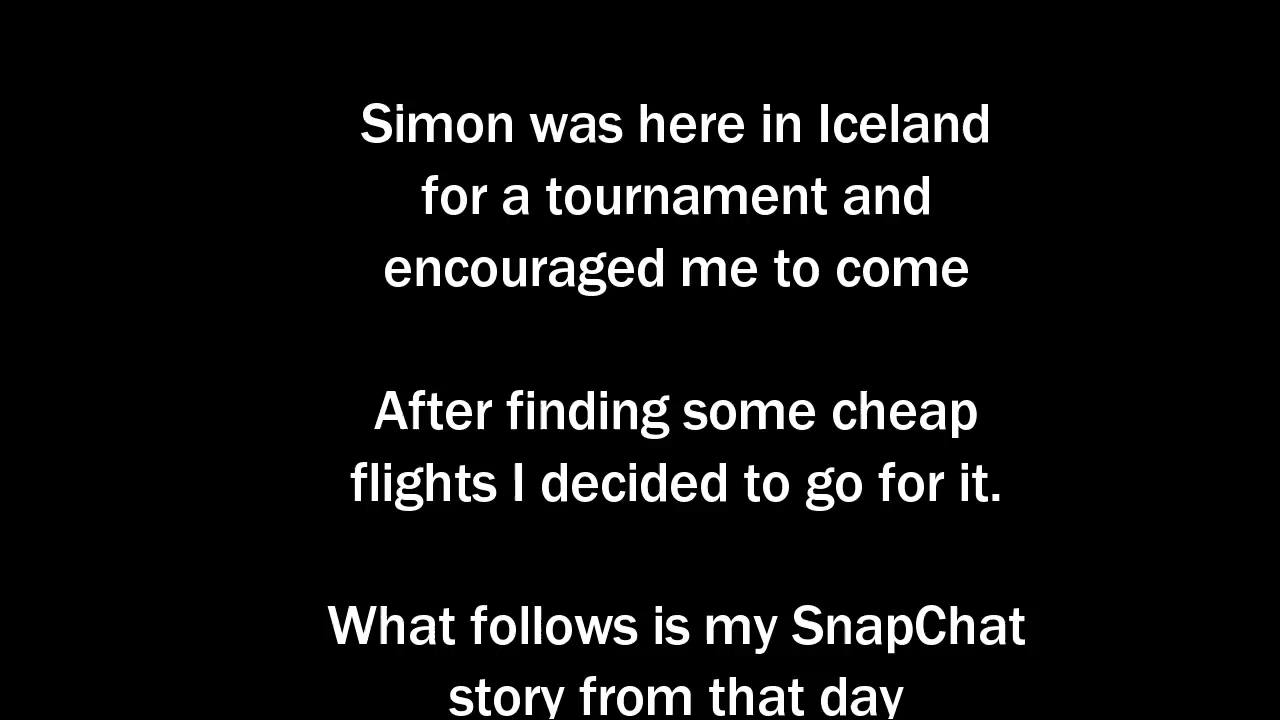 Simon was here in Iceland
for a tournament and
encouraged me to come
After finding some cheap
flights I decided to go for it.
What follows is my SnapChat
story from that day